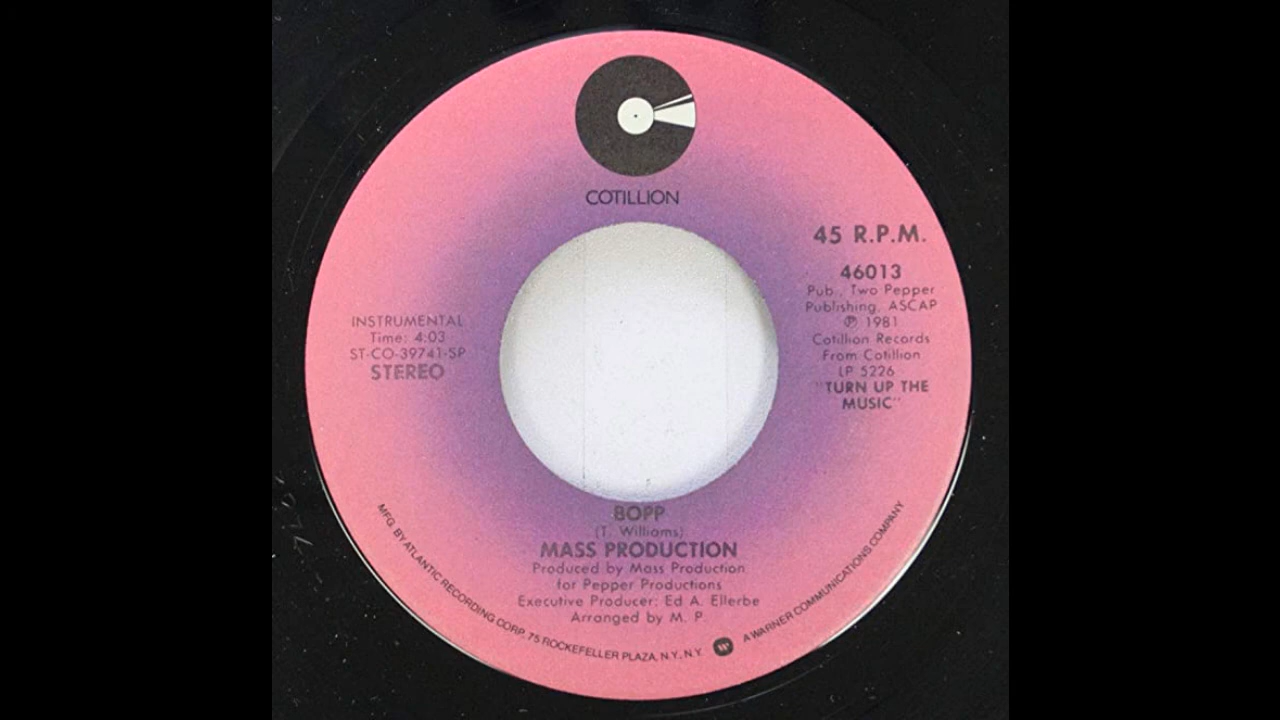 COTILLION
45 R.P.M.
46013
Pub., Two Pepper
Publishing, ASCAP
℗ 1981
Cotillion Records
From Cotillion
LP 5226
"TURN UP THE
MUSIC"
INSTRUMENTAL
Time: 4:03
ST-CO-39741-SP
STEREO
BOPP
(T. Williams)
MASS PRODUCTION
Produced by Mass Production
for Pepper Productions
Executive Producer: Ed A. Ellerbe
Arranged by M. P.
MFG. BY ATLANTIC RECORDING CORP. 75 ROCKEFELLER PLAZA, N.Y., N.Y. W A WARNER COMMUNICATIONS COMPANY